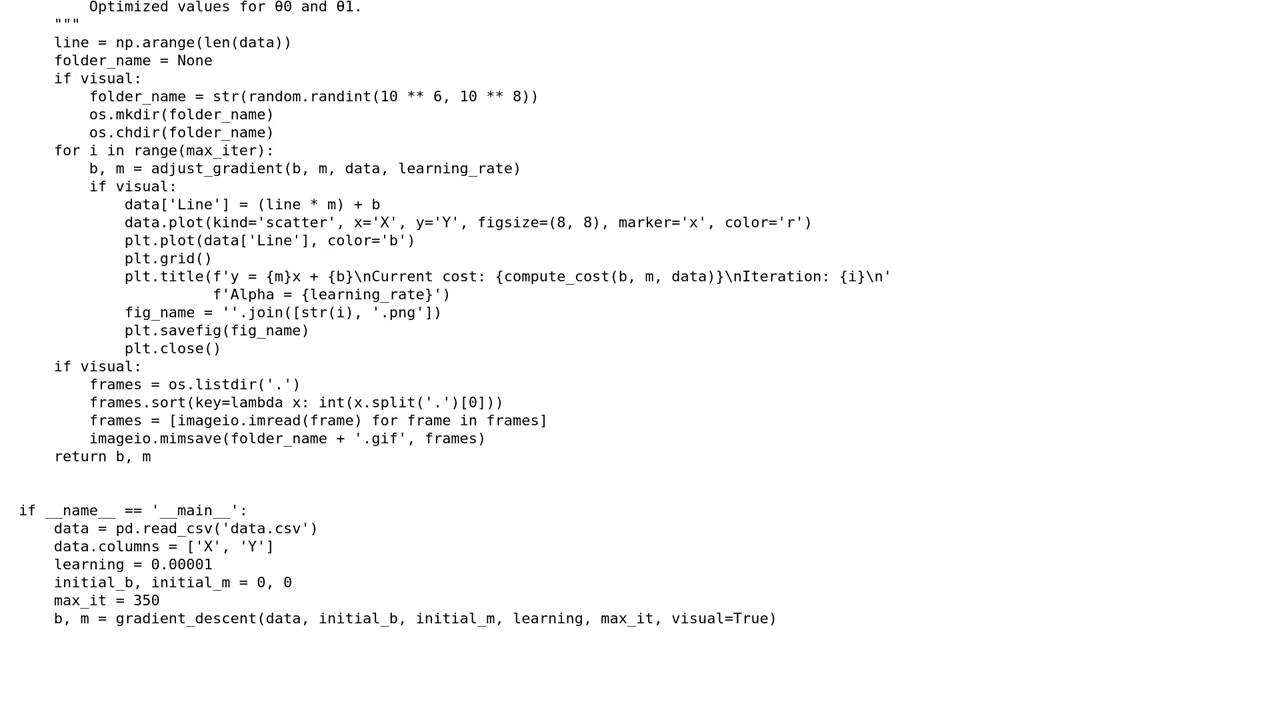 Optimized values for θ0 and θ1.
    """
    line = np.arange(len(data))
    folder_name = None
    if visual:
        folder_name = str(random.randint(10 ** 6, 10 ** 8))
        os.mkdir(folder_name)
        os.chdir(folder_name)
    for i in range(max_iter):
        b, m = adjust_gradient(b, m, data, learning_rate)
        if visual:
            data['Line'] = (line * m) + b
            data.plot(kind='scatter', x='X', y='Y', figsize=(8, 8), marker='x', color='r')
            plt.plot(data['Line'], color='b')
            plt.grid()
            plt.title(f'y = {m}x + {b}\nCurrent cost: {compute_cost(b, m, data)}\nIteration: {i}\n'
                      f'Alpha = {learning_rate}')
            fig_name = ''.join([str(i), '.png'])
            plt.savefig(fig_name)
            plt.close()
    if visual:
        frames = os.listdir('.')
        frames.sort(key=lambda x: int(x.split('.')[0]))
        frames = [imageio.imread(frame) for frame in frames]
        imageio.mimsave(folder_name + '.gif', frames)
    return b, m


if __name__ == '__main__':
    data = pd.read_csv('data.csv')
    data.columns = ['X', 'Y']
    learning = 0.00001
    initial_b, initial_m = 0, 0
    max_it = 350
    b, m = gradient_descent(data, initial_b, initial_m, learning, max_it, visual=True)